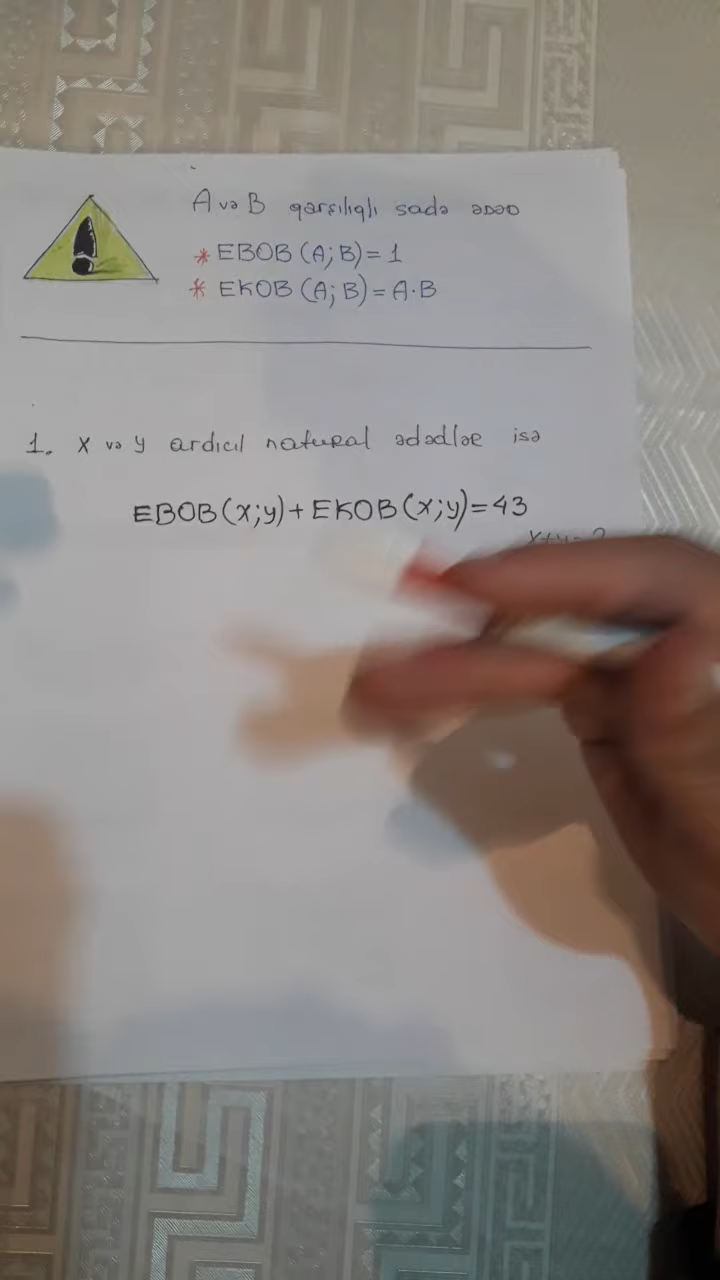 A və B qarşılıqlı sadə ədəd
* EBOB (A; B) = 1
* EKOB (A; B) = A·B
1. x və y ardıcıl natural ədədlər isə
EBOB(x;y) + EKOB(x;y) = 43